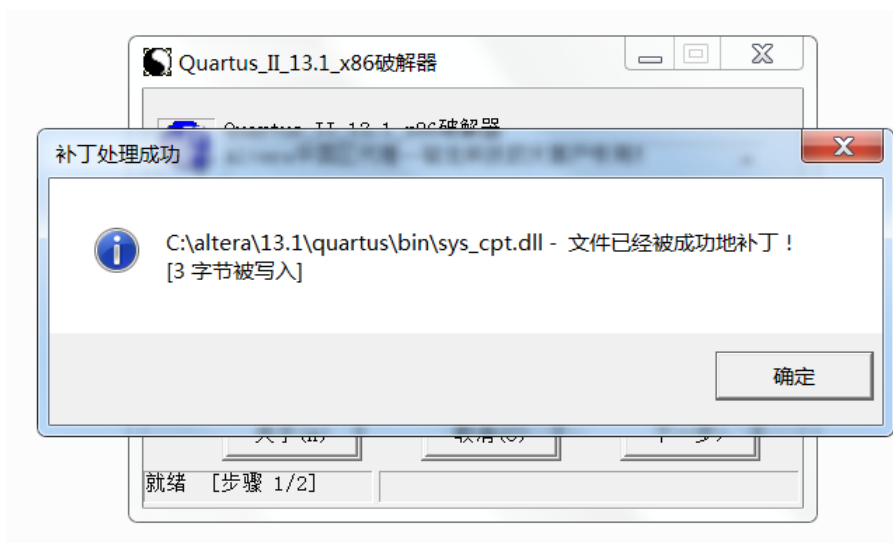 Quartus_II_13.1_x86破解器
补丁处理成功
C:\altera\13.1\quartus\bin\sys_cpt.dll - 文件已经被成功地补丁！
[3 字节被写入]
确定
就绪 [步骤 1/2]